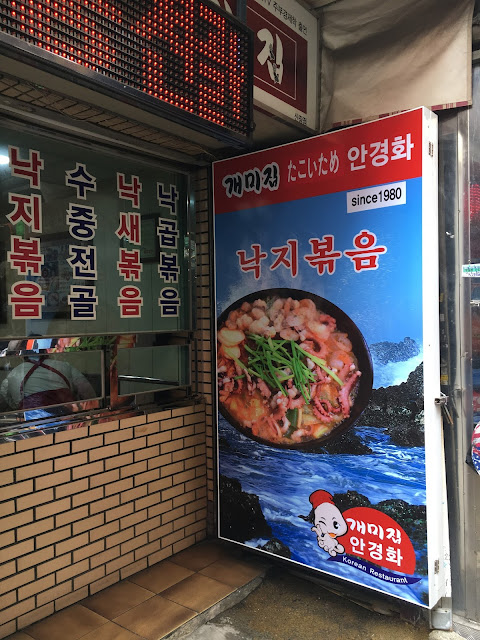 집
개미집 たこいため 안경화
since1980
낙지볶음
낙지볶음
수중전골
낙새볶음
낙곱볶음
개미집
안경화
Korean Restaurant